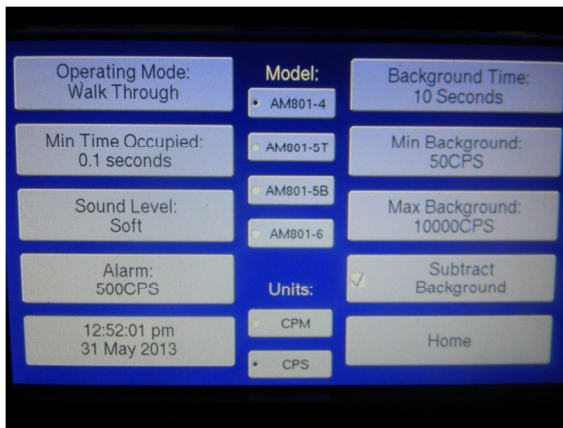 Operating Mode:
Walk Through
Min Time Occupied:
0.1 seconds
Sound Level:
Soft
Alarm:
500CPS
12:52:01 pm
31 May 2013
Model:
AM801-4
AM801-5T
AM801-5B
AM801-6
Units:
CPM
CPS
Background Time:
10 Seconds
Min Background:
50CPS
Max Background:
10000CPS
Subtract
Background
Home